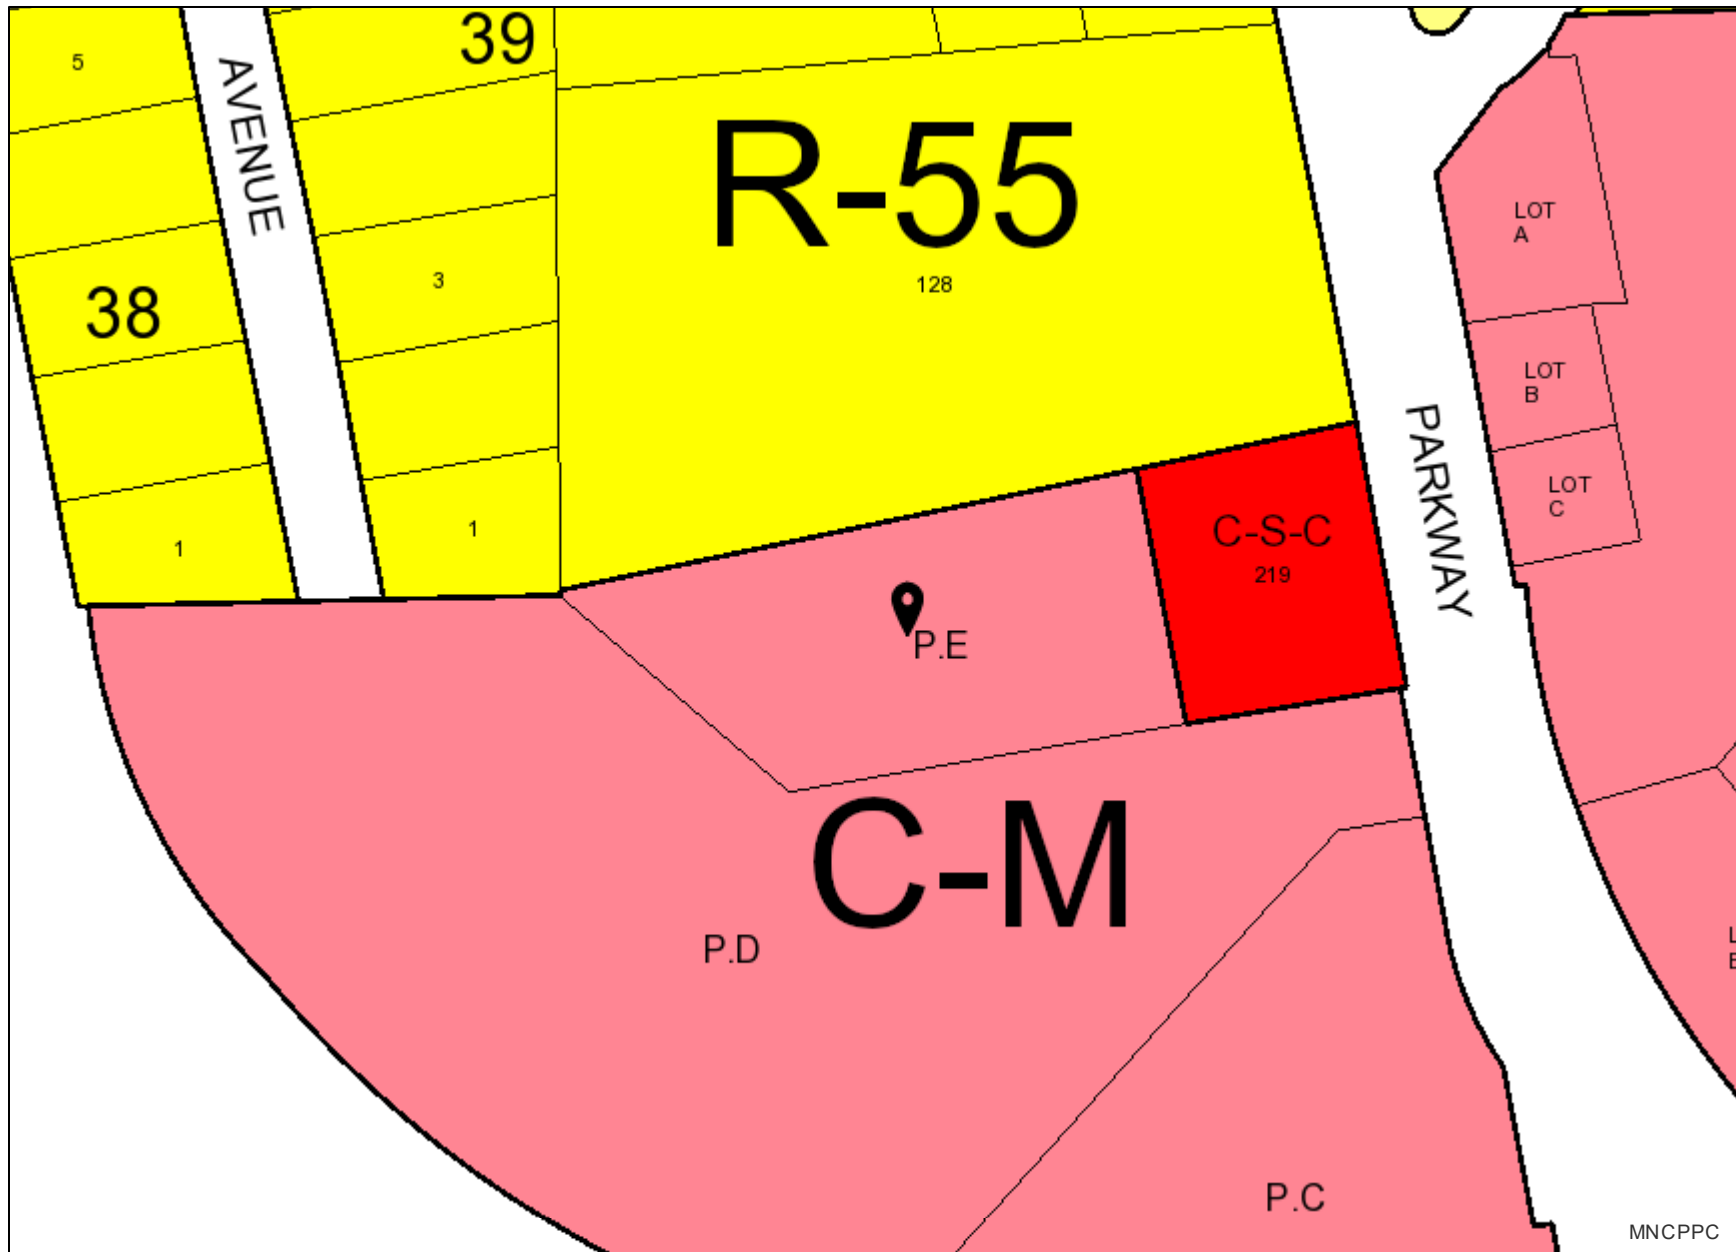 39
5
AVENUE
R-55
128
LOT
A
3
38
LOT
B
PARKWAY
LOT
C
1
1
C-S-C
219
P.E
C-M
P.D
L
E
P.C
MNCPPC